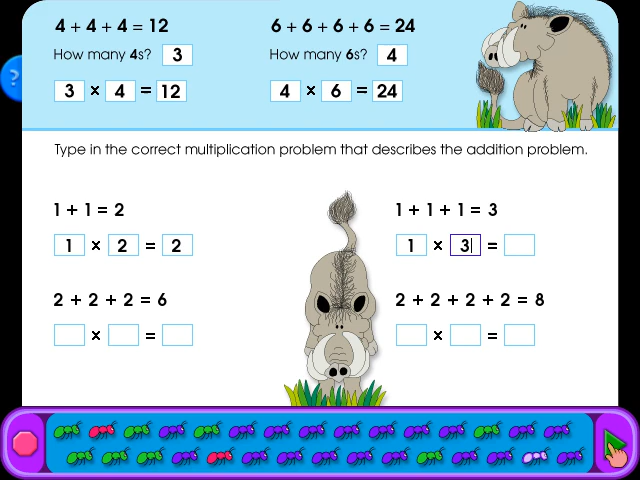 4 + 4 + 4 = 12
How many 4s? 3
3 × 4 = 12
6 + 6 + 6 + 6 = 24
How many 6s? 4
4 × 6 = 24
?
Type in the correct multiplication problem that describes the addition problem.
1 + 1 = 2
1 × 2 = 2
1 + 1 + 1 = 3
1 × 3 =
2 + 2 + 2 = 6
× =
2 + 2 + 2 + 2 = 8
× =